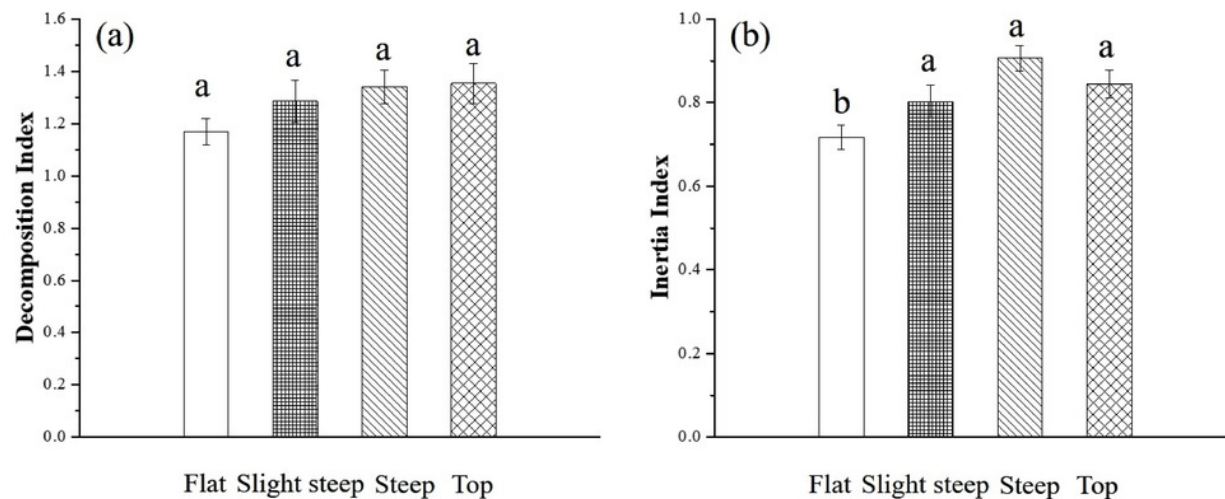 (a)
1.6
1.4
1.2
1.0
0.8
0.6
0.4
0.2
0.0
Decomposition Index
a
a
a
a
Flat Slight steep Steep Top
(b)
1.0
0.8
0.6
0.4
0.2
0.0
Inertia Index
b
a
a
a
Flat Slight steep Steep Top